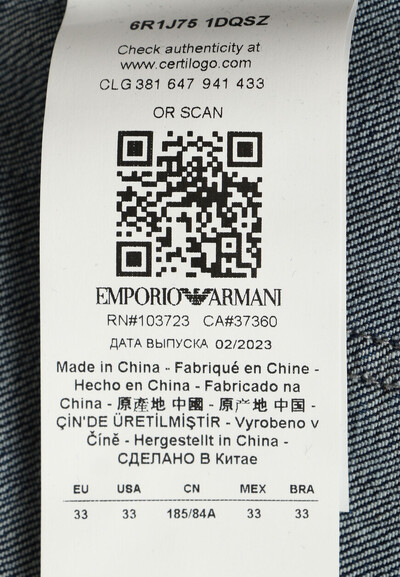 6R1J75 1DQSZ
Check authenticity at
www.certilogo.com
CLG 381 647 941 433
OR SCAN
EMPORIO ARMANI
RN#103723 CA#37360
ДАТА ВЫПУСКА 02/2023
Made in China - Fabriqué en Chine -
Hecho en China - Fabricado na
China - 原產地 中國 - 原产地 中国 -
ÇİN'DE ÜRETİLMİŞTİR - Vyrobeno v
Číně - Hergestellt in China -
СДЕЛАНО В Китае
EU USA CN MEX BRA
33 33 185/84A 33 33